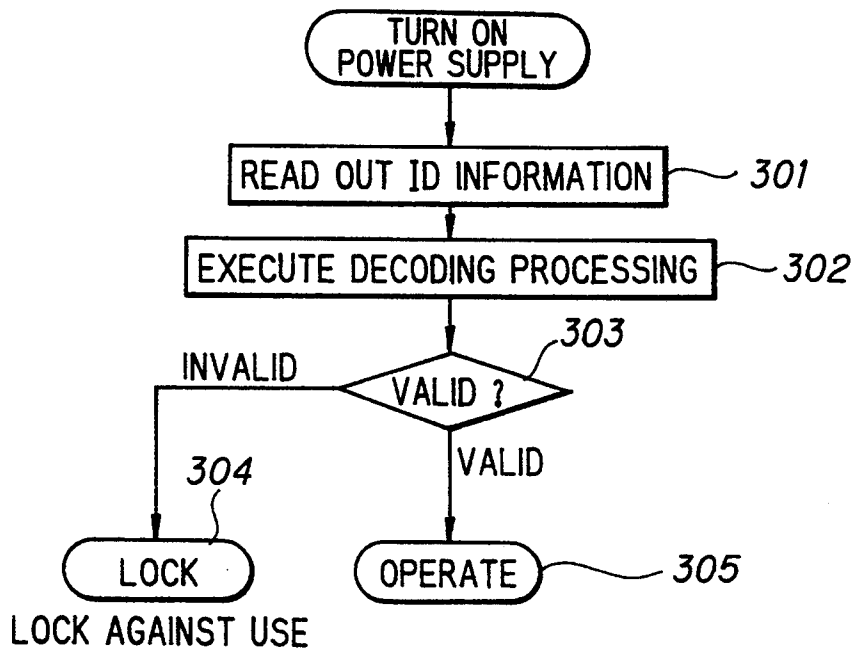 TURN ON
POWER SUPPLY
READ OUT ID INFORMATION
301
EXECUTE DECODING PROCESSING
302
303
INVALID
VALID ?
VALID
304
LOCK
OPERATE
305
LOCK AGAINST USE